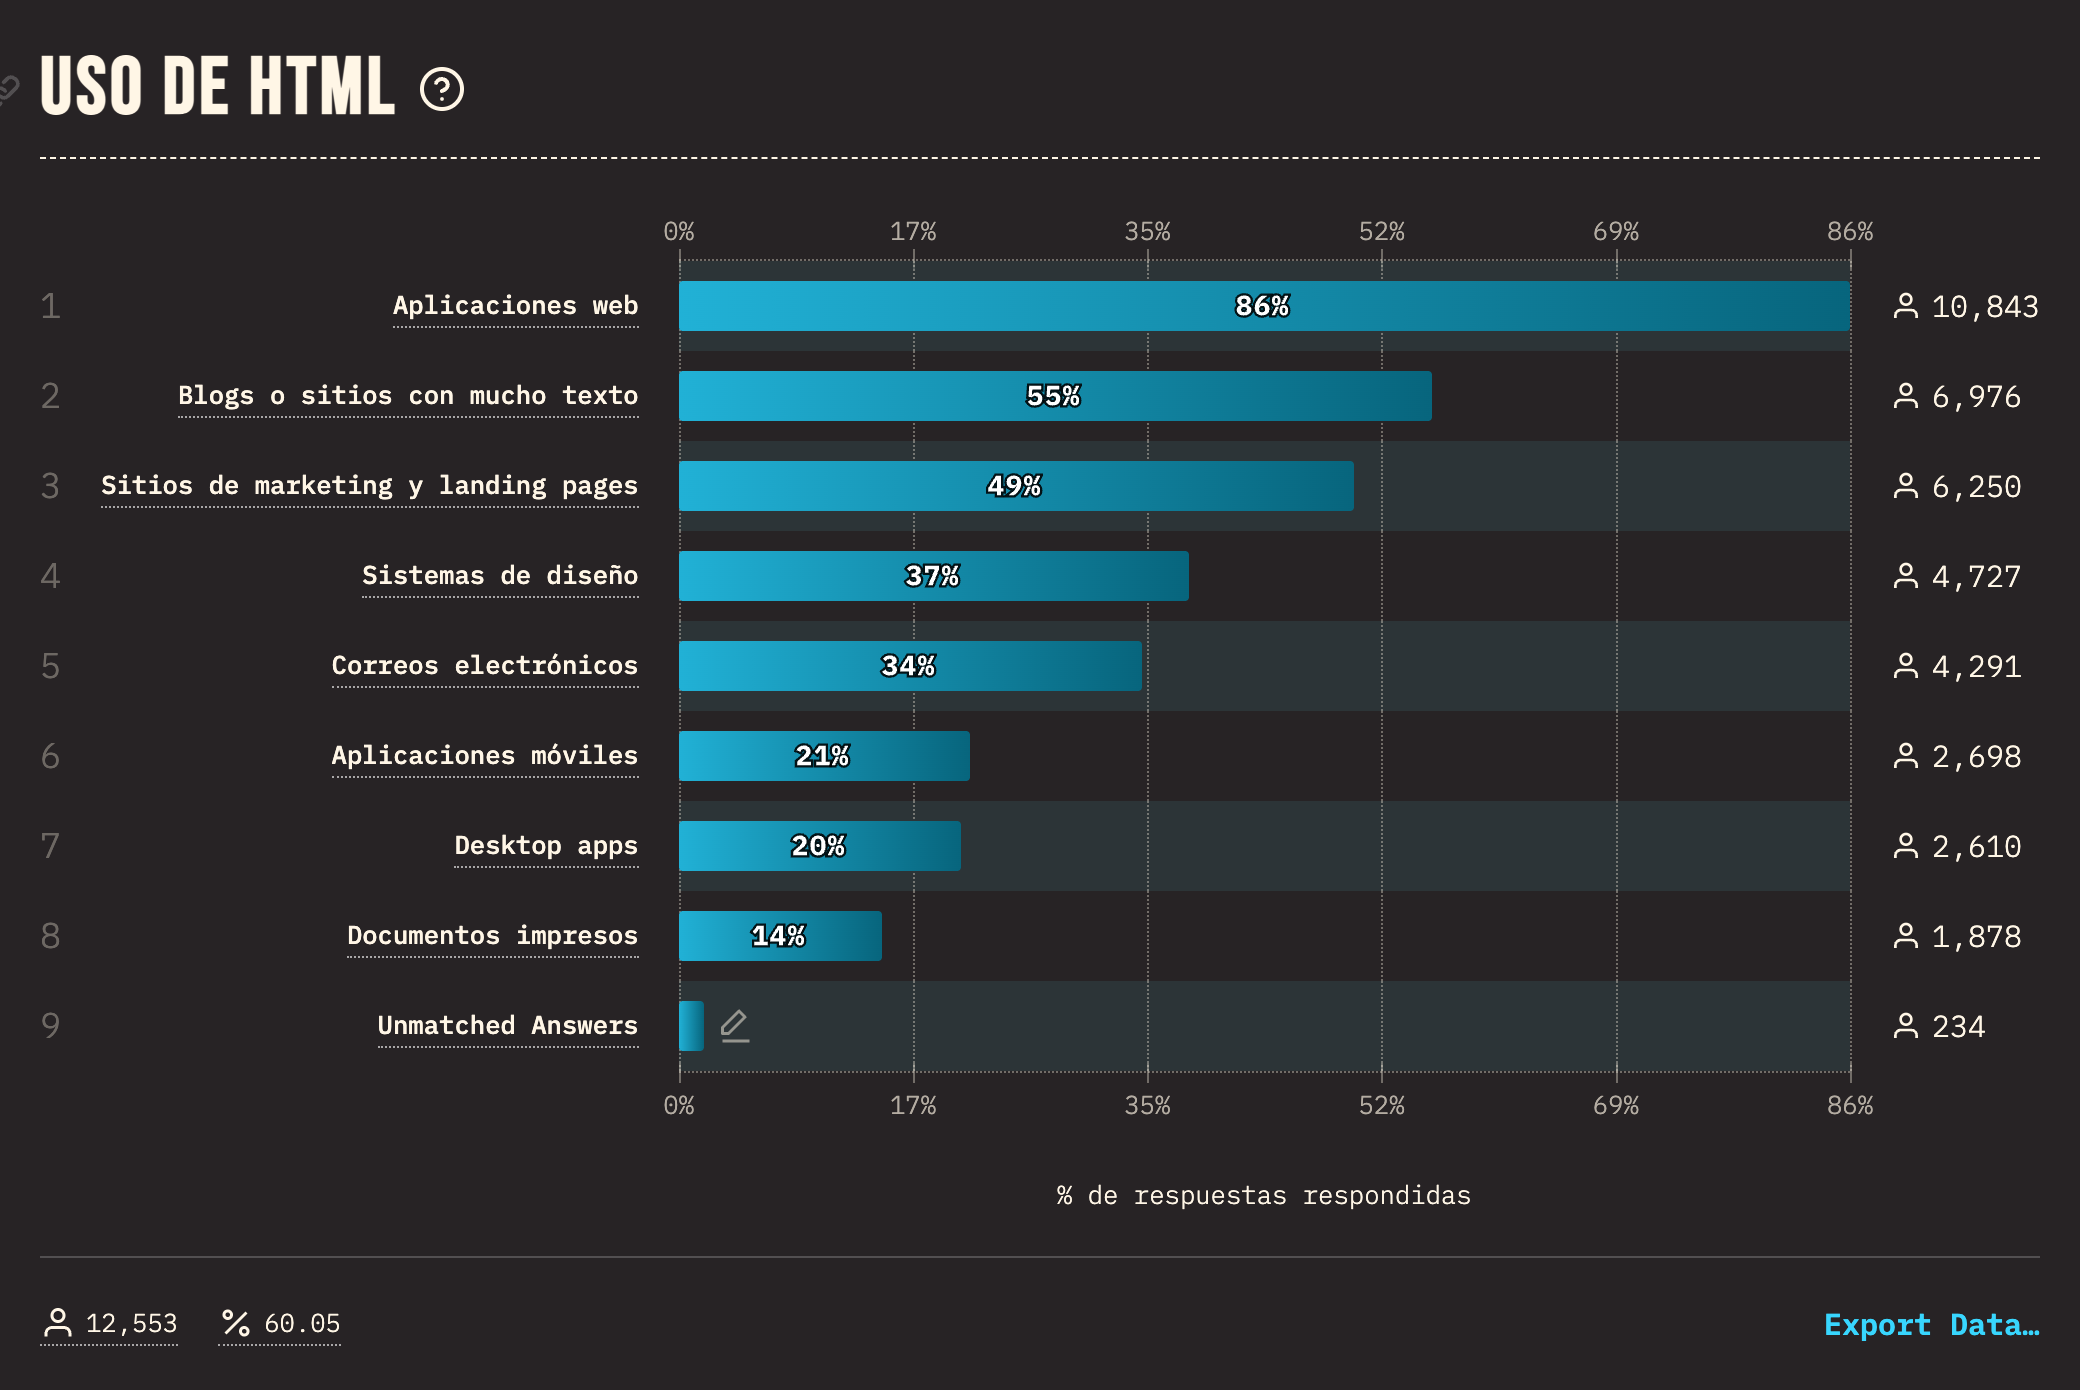 USO DE HTML
0% 17% 35% 52% 69% 86%
1 Aplicaciones web 86% 10,843
2 Blogs o sitios con mucho texto 55% 6,976
3 Sitios de marketing y landing pages 49% 6,250
4 Sistemas de diseño 37% 4,727
5 Correos electrónicos 34% 4,291
6 Aplicaciones móviles 21% 2,698
7 Desktop apps 20% 2,610
8 Documentos impresos 14% 1,878
9 Unmatched Answers 234
0% 17% 35% 52% 69% 86%
% de respuestas respondidas
12,553 % 60.05 Export Data…